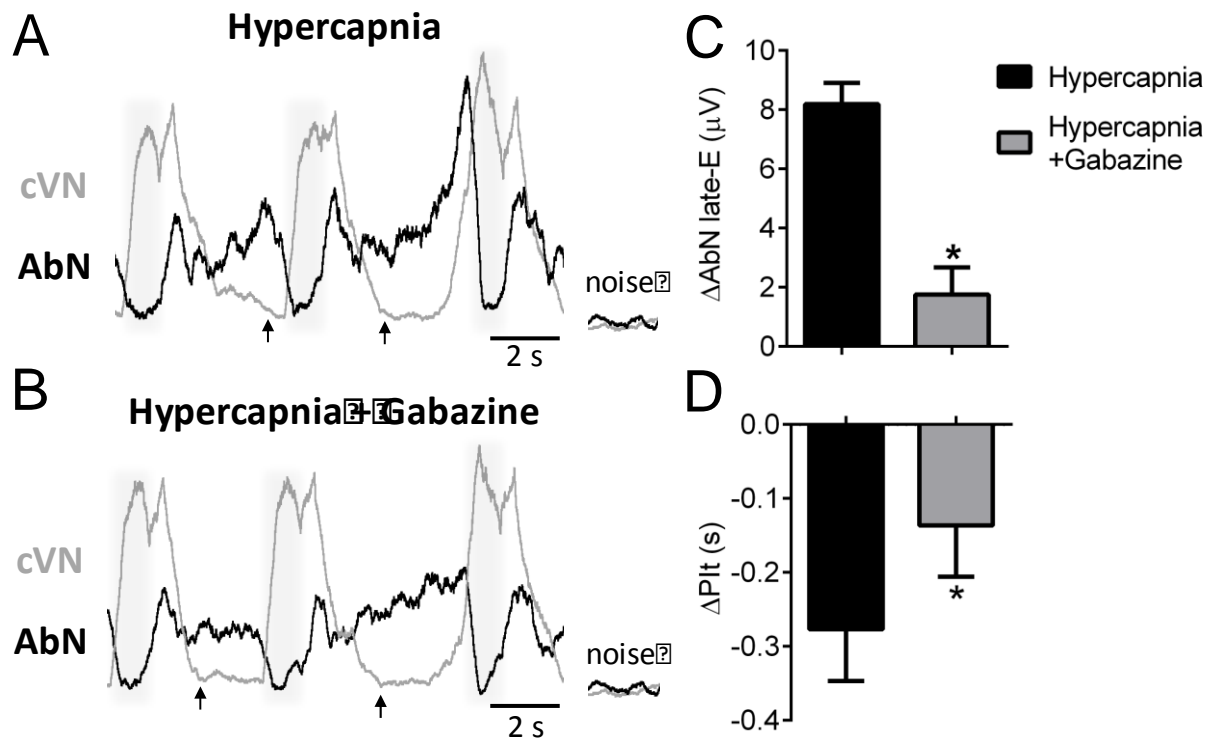 A
Hypercapnia
cVN
AbN
noise
2 s
B
Hypercapnia + Gabazine
cVN
AbN
noise
2 s
C
ΔAbN late-E (μV)
10
8
6
4
2
0
*
Hypercapnia
Hypercapnia
+Gabazine
D
ΔPIt (s)
0.0
-0.1
-0.2
-0.3
-0.4
*